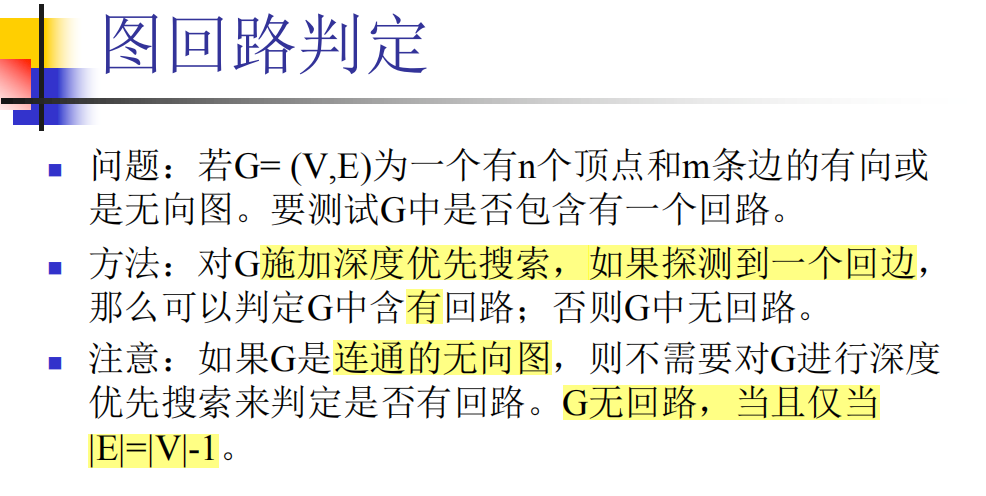 图回路判定
问题：若G= (V,E)为一个有n个顶点和m条边的有向或
是无向图。要测试G中是否包含有一个回路。
方法：对G施加深度优先搜索，如果探测到一个回边，
那么可以判定G中含有回路；否则G中无回路。
注意：如果G是连通的无向图，则不需要对G进行深度
优先搜索来判定是否有回路。G无回路，当且仅当
|E|=|V|-1。